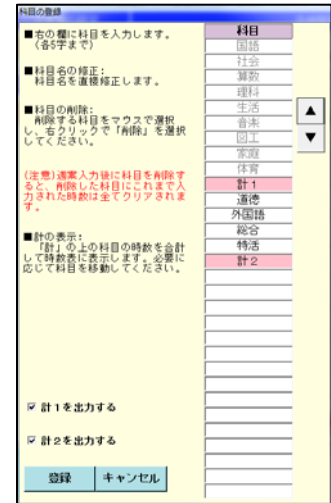 科目の登録
■右の欄に科目を入力します。
(各5字まで)
■科目名の修正:
科目名を直接修正します。
■科目の削除:
削除する科目をマウスで選択
し、右クリックで「削除」を選択
してください。
(注意)週案入力後に科目を削除す
ると、削除した科目にこれまで入
力された時数は全てクリアされま
す。
■計の表示:
「計」の上の科目の時数を合計
して時数表に表示します。必要に
応じて科目を移動してください。
科目
国語
社会
算数
理科
生活
音楽
図工
家庭
体育
計1
道徳
外国語
総合
特活
計2
▲
▼
計1を出力する
計2を出力する
登録
キャンセル